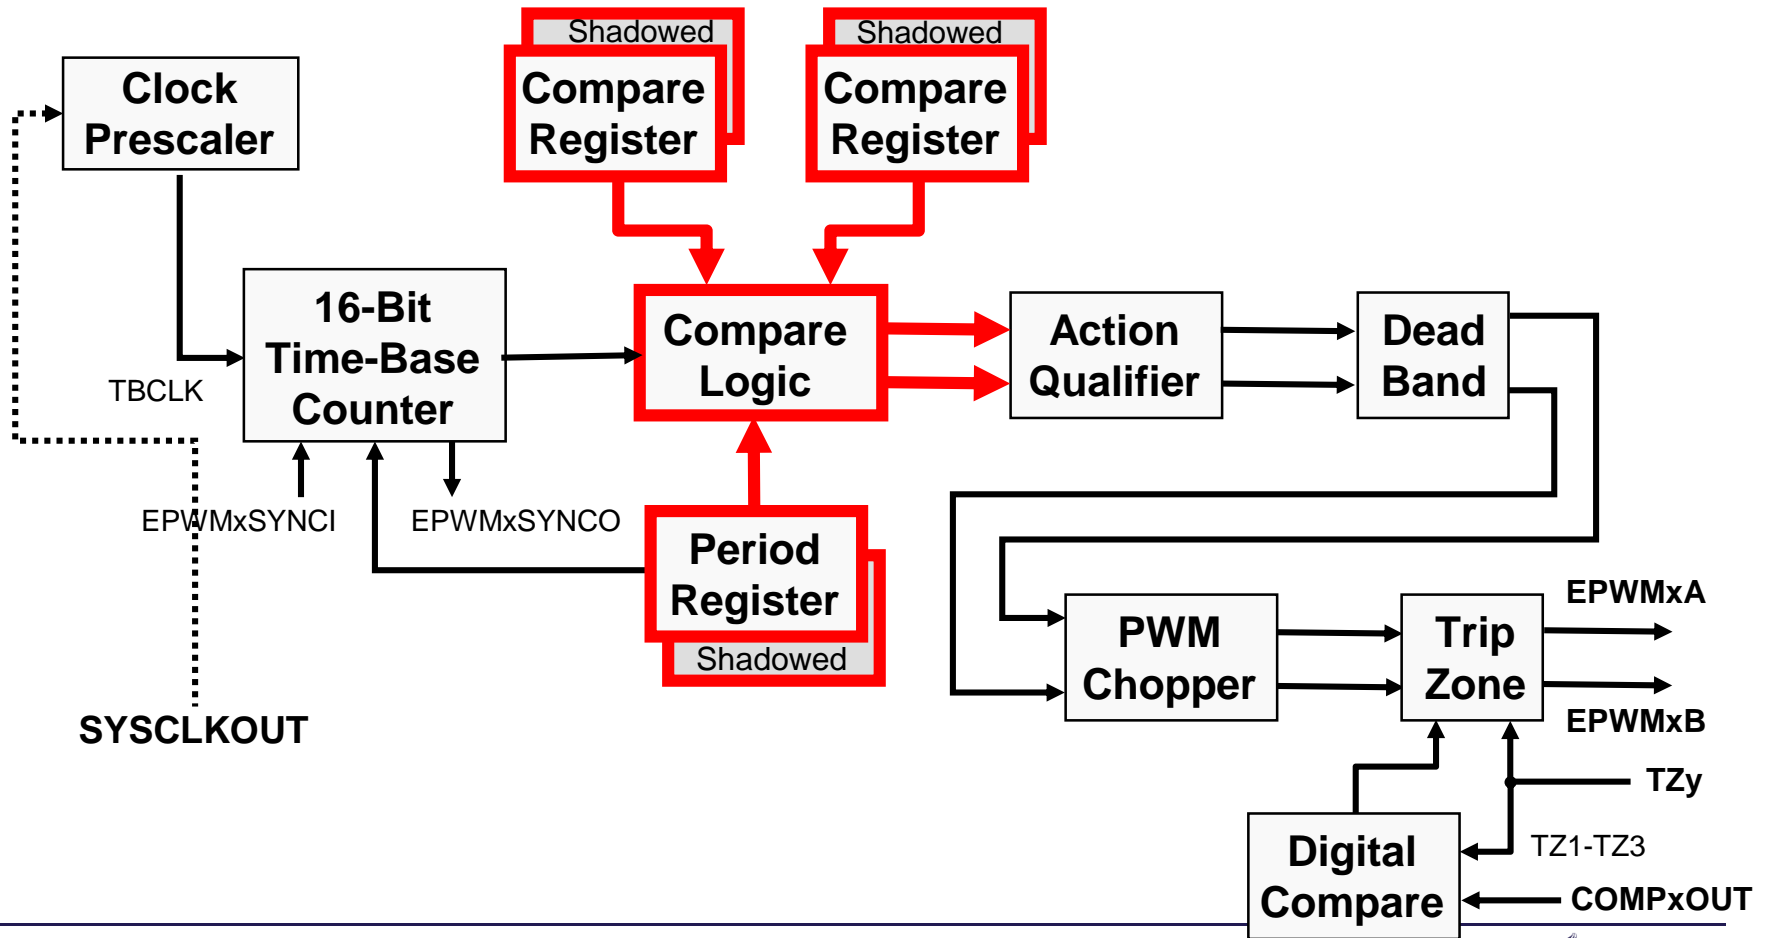 Shadowed
Compare
Register
Shadowed
Compare
Register
Clock
Prescaler
16-Bit
Time-Base
Counter
TBCLK
Compare
Logic
Action
Qualifier
Dead
Band
EPWMxSYNCI
EPWMxSYNCO
Period
Register
Shadowed
SYSCLKOUT
PWM
Chopper
Trip
Zone
EPWMxA
EPWMxB
TZy
TZ1-TZ3
Digital
Compare
COMPxOUT